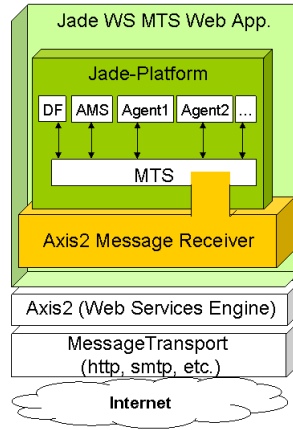 Jade WS MTS Web App.
Jade-Platform
DF AMS Agent1 Agent2 ...
MTS
Axis2 Message Receiver
Axis2 (Web Services Engine)
MessageTransport
(http, smtp, etc.)
Internet